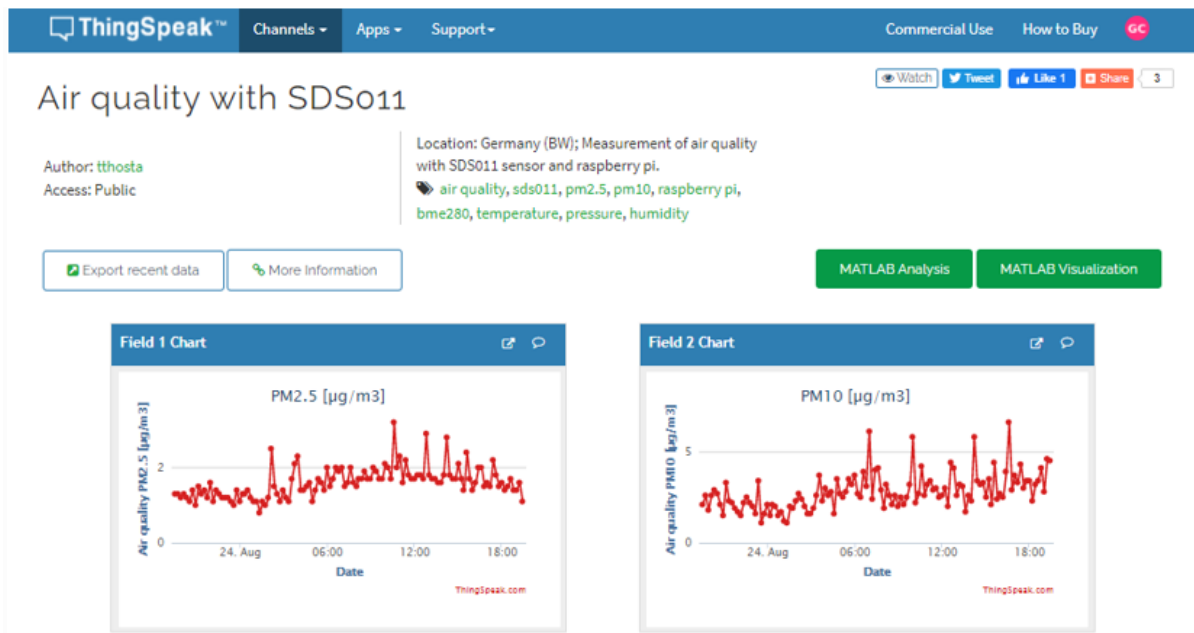 ThingSpeak™ Channels Apps Support Commercial Use How to Buy GC
Watch Tweet Like 1 Share 3
Air quality with SDS011
Author: tthosta
Access: Public
Location: Germany (BW); Measurement of air quality
with SDS011 sensor and raspberry pi.
air quality, sds011, pm2.5, pm10, raspberry pi,
bme280, temperature, pressure, humidity
Export recent data More Information MATLAB Analysis MATLAB Visualization
Field 1 Chart
PM2.5 [µg/m3]
Air quality PM2.5 [µg/m3]
2
0
24. Aug 06:00 12:00 18:00
Date
ThingSpeak.com
Field 2 Chart
PM10 [µg/m3]
Air quality PM10 [µg/m3]
5
0
24. Aug 06:00 12:00 18:00
Date
ThingSpeak.com